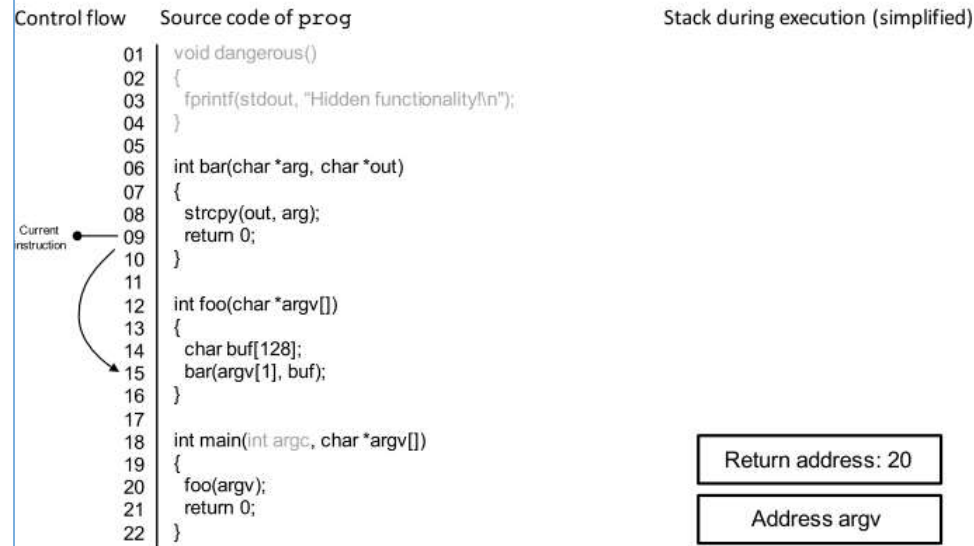 Control flow Source code of prog Stack during execution (simplified)
01 void dangerous()
02 {
03 fprintf(stdout, "Hidden functionality!\n");
04 }
05
06 int bar(char *arg, char *out)
07 {
08 strcpy(out, arg);
Current
nstruction
09 return 0;
10 }
11
12 int foo(char *argv[])
13 {
14 char buf[128];
15 bar(argv[1], buf);
16 }
17
18 int main(int argc, char *argv[])
19 {
20 foo(argv);
21 return 0;
22 }
Return address: 20
Address argv